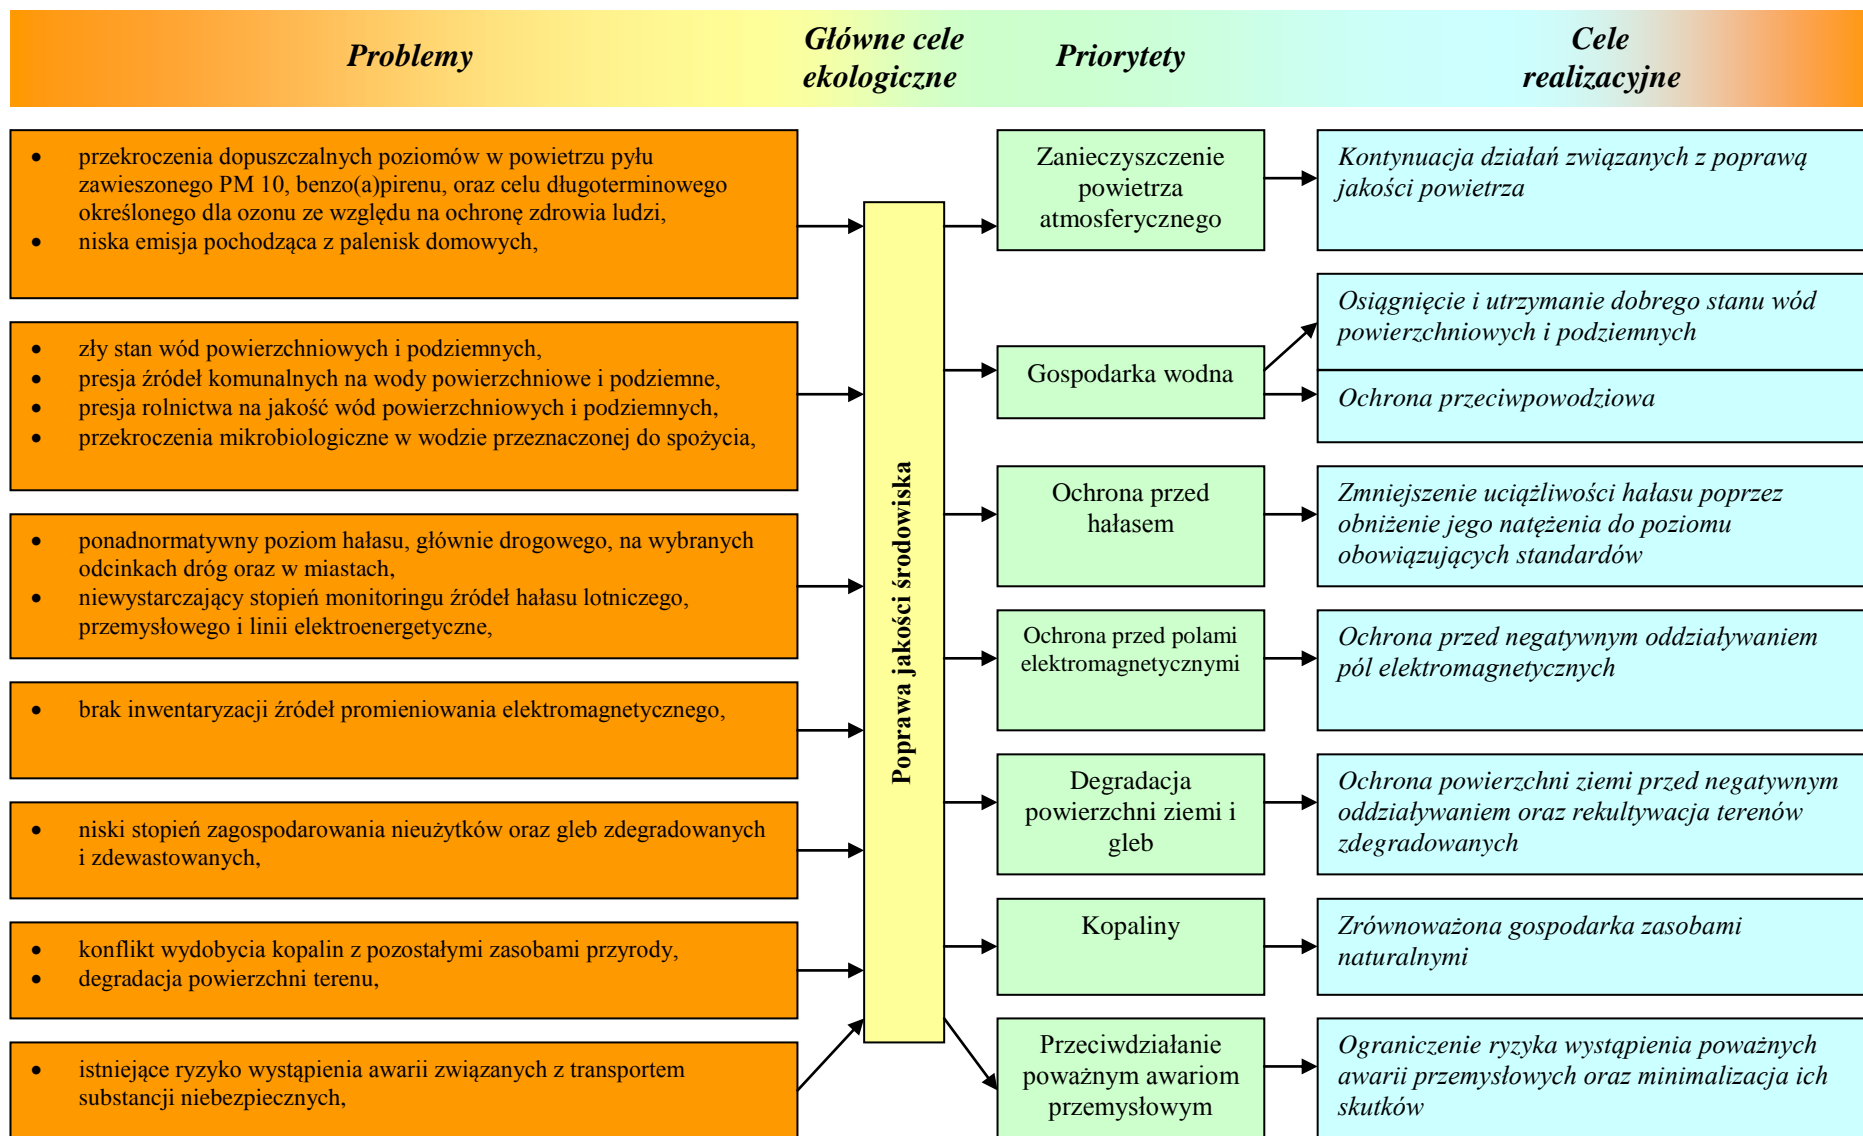 Problemy
Główne cele
ekologiczne
Priorytety
Cele
realizacyjne
• przekroczenia dopuszczalnych poziomów w powietrzu pyłu
zawieszonego PM 10, benzo(a)pirenu, oraz celu długoterminowego
określonego dla ozonu ze względu na ochronę zdrowia ludzi,
• niska emisja pochodząca z palenisk domowych,
• zły stan wód powierzchniowych i podziemnych,
• presja źródeł komunalnych na wody powierzchniowe i podziemne,
• presja rolnictwa na jakość wód powierzchniowych i podziemnych,
• przekroczenia mikrobiologiczne w wodzie przeznaczonej do spożycia,
• ponadnormatywny poziom hałasu, głównie drogowego, na wybranych
odcinkach dróg oraz w miastach,
• niewystarczający stopień monitoringu źródeł hałasu lotniczego,
przemysłowego i linii elektroenergetyczne,
• brak inwentaryzacji źródeł promieniowania elektromagnetycznego,
• niski stopień zagospodarowania nieużytków oraz gleb zdegradowanych
i zdewastowanych,
• konflikt wydobycia kopalin z pozostałymi zasobami przyrody,
• degradacja powierzchni terenu,
• istniejące ryzyko wystąpienia awarii związanych z transportem
substancji niebezpiecznych,
Poprawa jakości środowiska
Zanieczyszczenie
powietrza
atmosferycznego
Gospodarka wodna
Ochrona przed
hałasem
Ochrona przed polami
elektromagnetycznymi
Degradacja
powierzchni ziemi i
gleb
Kopaliny
Przeciwdziałanie
poważnym awariom
przemysłowym
Kontynuacja działań związanych z poprawą
jakości powietrza
Osiągnięcie i utrzymanie dobrego stanu wód
powierzchniowych i podziemnych
Ochrona przeciwpowodziowa
Zmniejszenie uciążliwości hałasu poprzez
obniżenie jego natężenia do poziomu
obowiązujących standardów
Ochrona przed negatywnym oddziaływaniem
pól elektromagnetycznych
Ochrona powierzchni ziemi przed negatywnym
oddziaływaniem oraz rekultywacja terenów
zdegradowanych
Zrównoważona gospodarka zasobami
naturalnymi
Ograniczenie ryzyka wystąpienia poważnych
awarii przemysłowych oraz minimalizacja ich
skutków